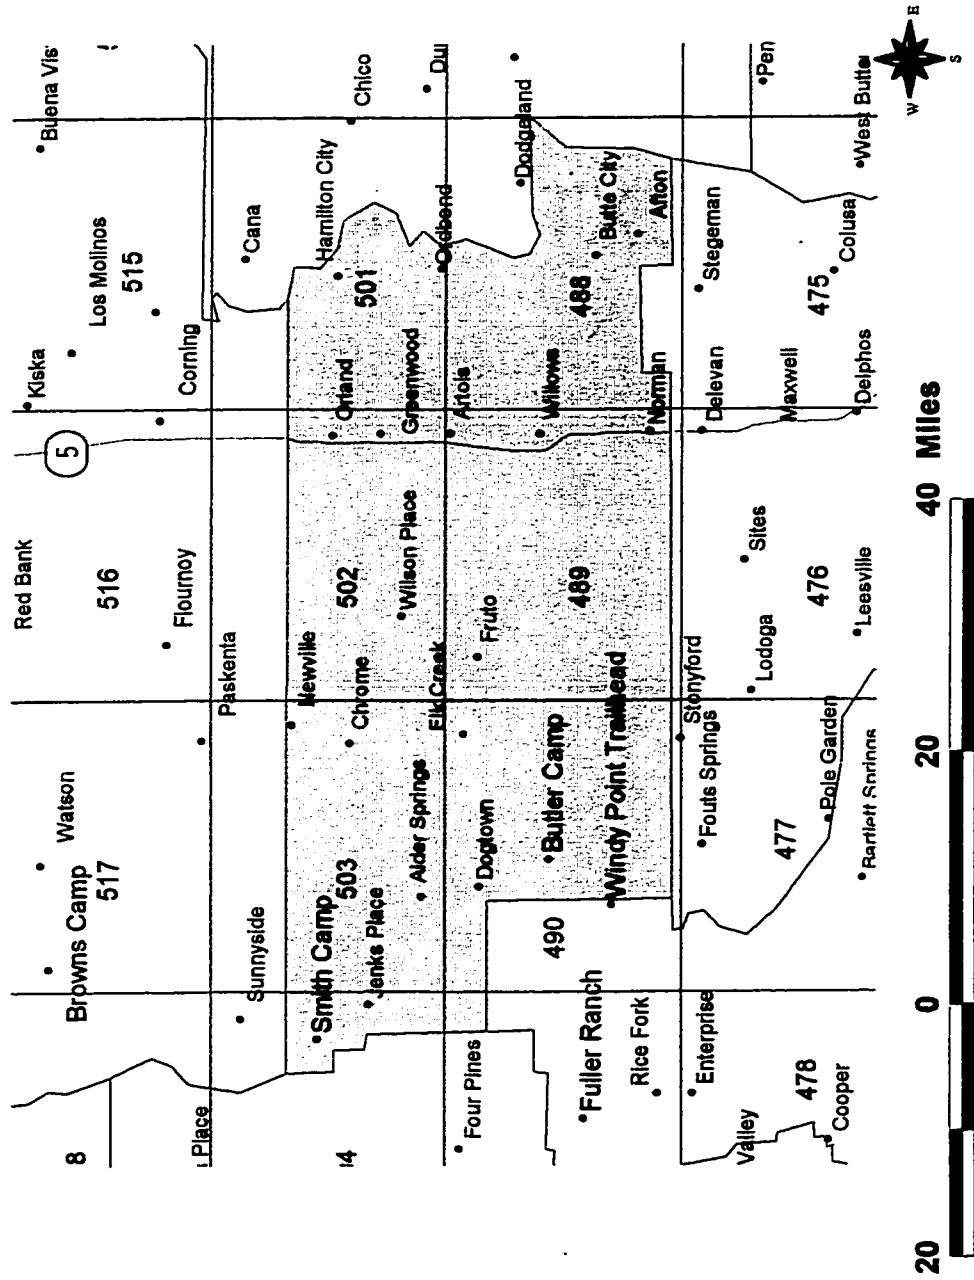 Red Bank
Kiska
Buena Vis
Watson
Los Molinos
Browns Camp
517
516
515
5
8
Flournoy
Corning
Place
Sunnyside
Paskenta
Cana
Newville
Hamilton City
Chico
Smith Camp
503
Chrome
502
Orland
501
Jenks Place
Wilson Place
Greenwood
Alder Springs
Elk Creek
Artois
Ordbend
Four Pines
Dogtown
Fruto
Dodgeland
490
Butler Camp
489
Willows
488
Butte City
Fuller Ranch
Windy Point Trailhead
Rice Fork
Norman
Afton
Enterprise
Fouts Springs
Stonyford
Delevan
Stegeman
Pen
Valley
Lodoga
Sites
Maxwell
478
477
476
475
Cooper
Pole Garden
Colusa
Bartlett Springs
Leesville
Delphos
West Butte
N
E
S
W
20 0 20 40 Miles